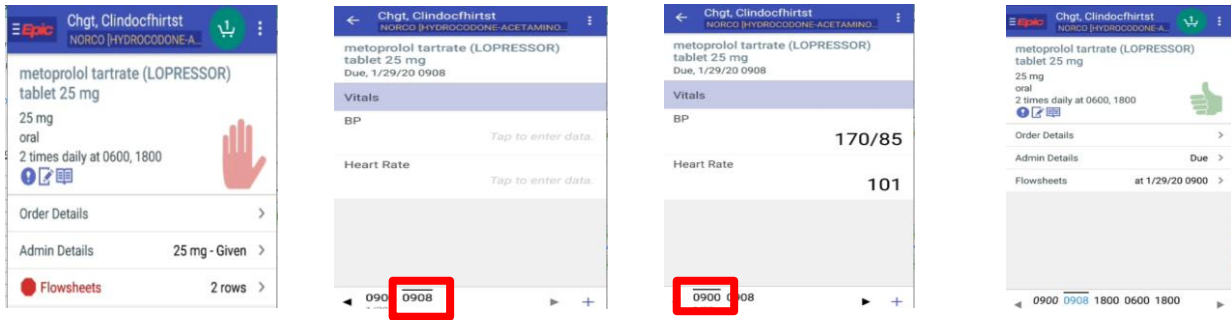 Epic
Chgt, Clindocfhirtst
NORCO [HYDROCODONE-A...
1
metoprolol tartrate (LOPRESSOR)
tablet 25 mg
25 mg
oral
2 times daily at 0600, 1800
Order Details
Admin Details 25 mg - Given
Flowsheets 2 rows
Chgt, Clindocfhirtst
NORCO [HYDROCODONE-ACETAMINO...
metoprolol tartrate (LOPRESSOR)
tablet 25 mg
Due, 1/29/20 0908
Vitals
BP
Tap to enter data.
Heart Rate
Tap to enter data.
090 0908
Chgt, Clindocfhirtst
NORCO [HYDROCODONE-ACETAMINO...
metoprolol tartrate (LOPRESSOR)
tablet 25 mg
Due, 1/29/20 0908
Vitals
BP
170/85
Heart Rate
101
0900 0908
Epic
Chgt, Clindocfhirtst
NORCO [HYDROCODONE-A...
1
metoprolol tartrate (LOPRESSOR)
tablet 25 mg
25 mg
oral
2 times daily at 0600, 1800
Order Details
Admin Details Due
Flowsheets at 1/29/20 0900
0900 0908 1800 0600 1800